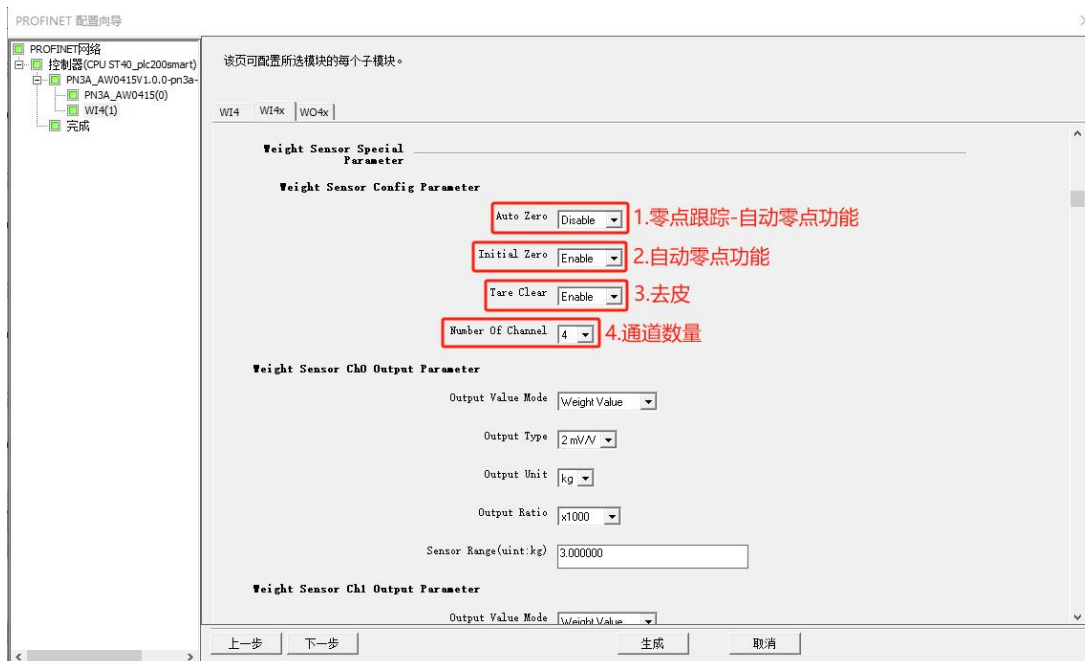 PROFINET 配置向导
PROFINET网络
控制器(CPU ST40_plc200smart)
PN3A_AW0415V1.0.0-pn3a-
PN3A_AW0415(0)
WI4(1)
完成
该页可配置所选模块的每个子模块。
WI4 WI4x WO4x
Weight Sensor Special
Parameter
Weight Sensor Config Parameter
Auto Zero Disable 1.零点跟踪-自动零点功能
Initial Zero Enable 2.自动零点功能
Tare Clear Enable 3.去皮
Number Of Channel 4 4.通道数量
Weight Sensor Ch0 Output Parameter
Output Value Mode Weight Value
Output Type 2 mV/V
Output Unit kg
Output Ratio x1000
Sensor Range(uint:kg) 3.000000
Weight Sensor Ch1 Output Parameter
Output Value Mode Weight Value
上一步 下一步 生成 取消